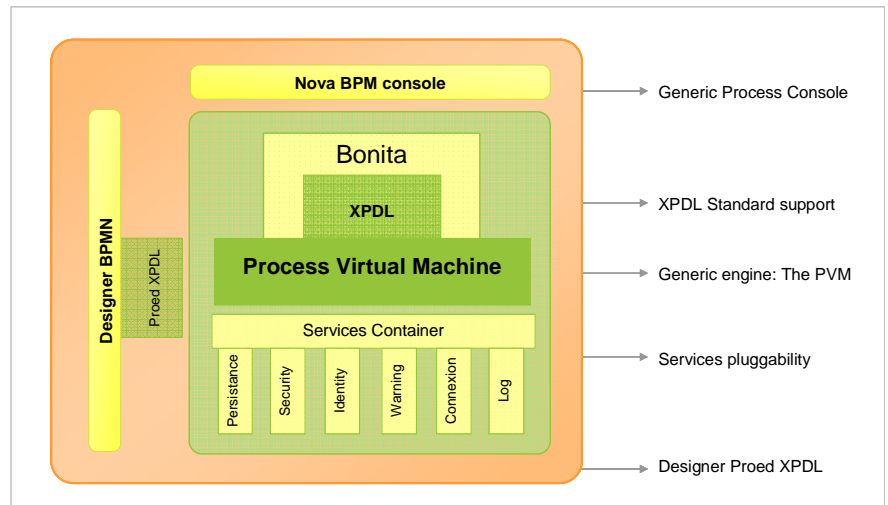 Nova BPM console
Generic Process Console
Bonita
XPDL
XPDL Standard support
Designer BPMN
Proed XPDL
Process Virtual Machine
Generic engine: The PVM
Services Container
Services pluggability
Persistance
Security
Identity
Warning
Connexion
Log
Designer Proed XPDL